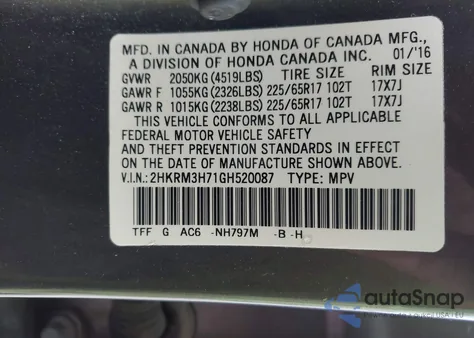 MFD. IN CANADA BY HONDA OF CANADA MFG.,
A DIVISION OF HONDA CANADA INC. 01/'16
GVWR 2050KG (4519LBS) TIRE SIZE RIM SIZE
GAWR F 1055KG (2326LBS) 225/65R17 102T 17X7J
GAWR R 1015KG (2238LBS) 225/65R17 102T 17X7J
THIS VEHICLE CONFORMS TO ALL APPLICABLE
FEDERAL MOTOR VEHICLE SAFETY
AND THEFT PREVENTION STANDARDS IN EFFECT
ON THE DATE OF MANUFACTURE SHOWN ABOVE.
V.I.N.: 2HKRM3H71GH520087 TYPE: MPV
TFF G AC6 -NH797M -B -H
autoSnap